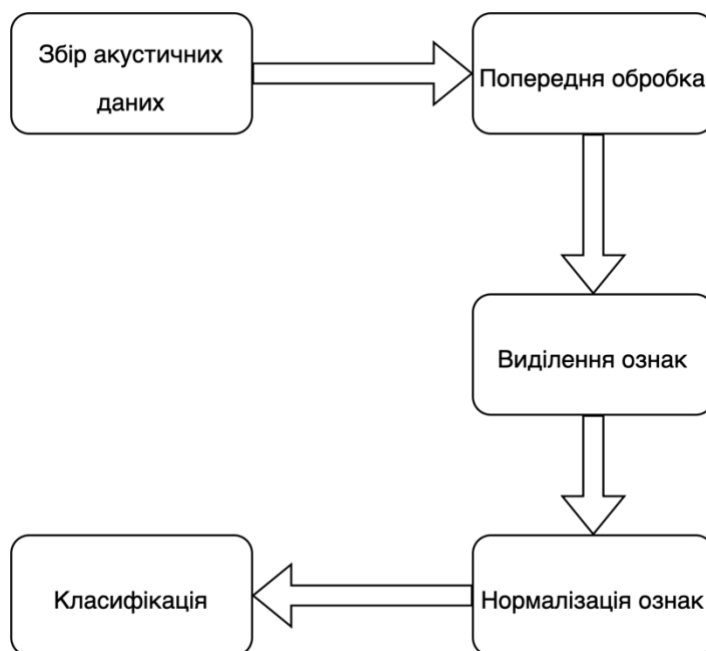 Збір акустичних
даних
Попередня обробка
Виділення ознак
Нормалізація ознак
Класифікація